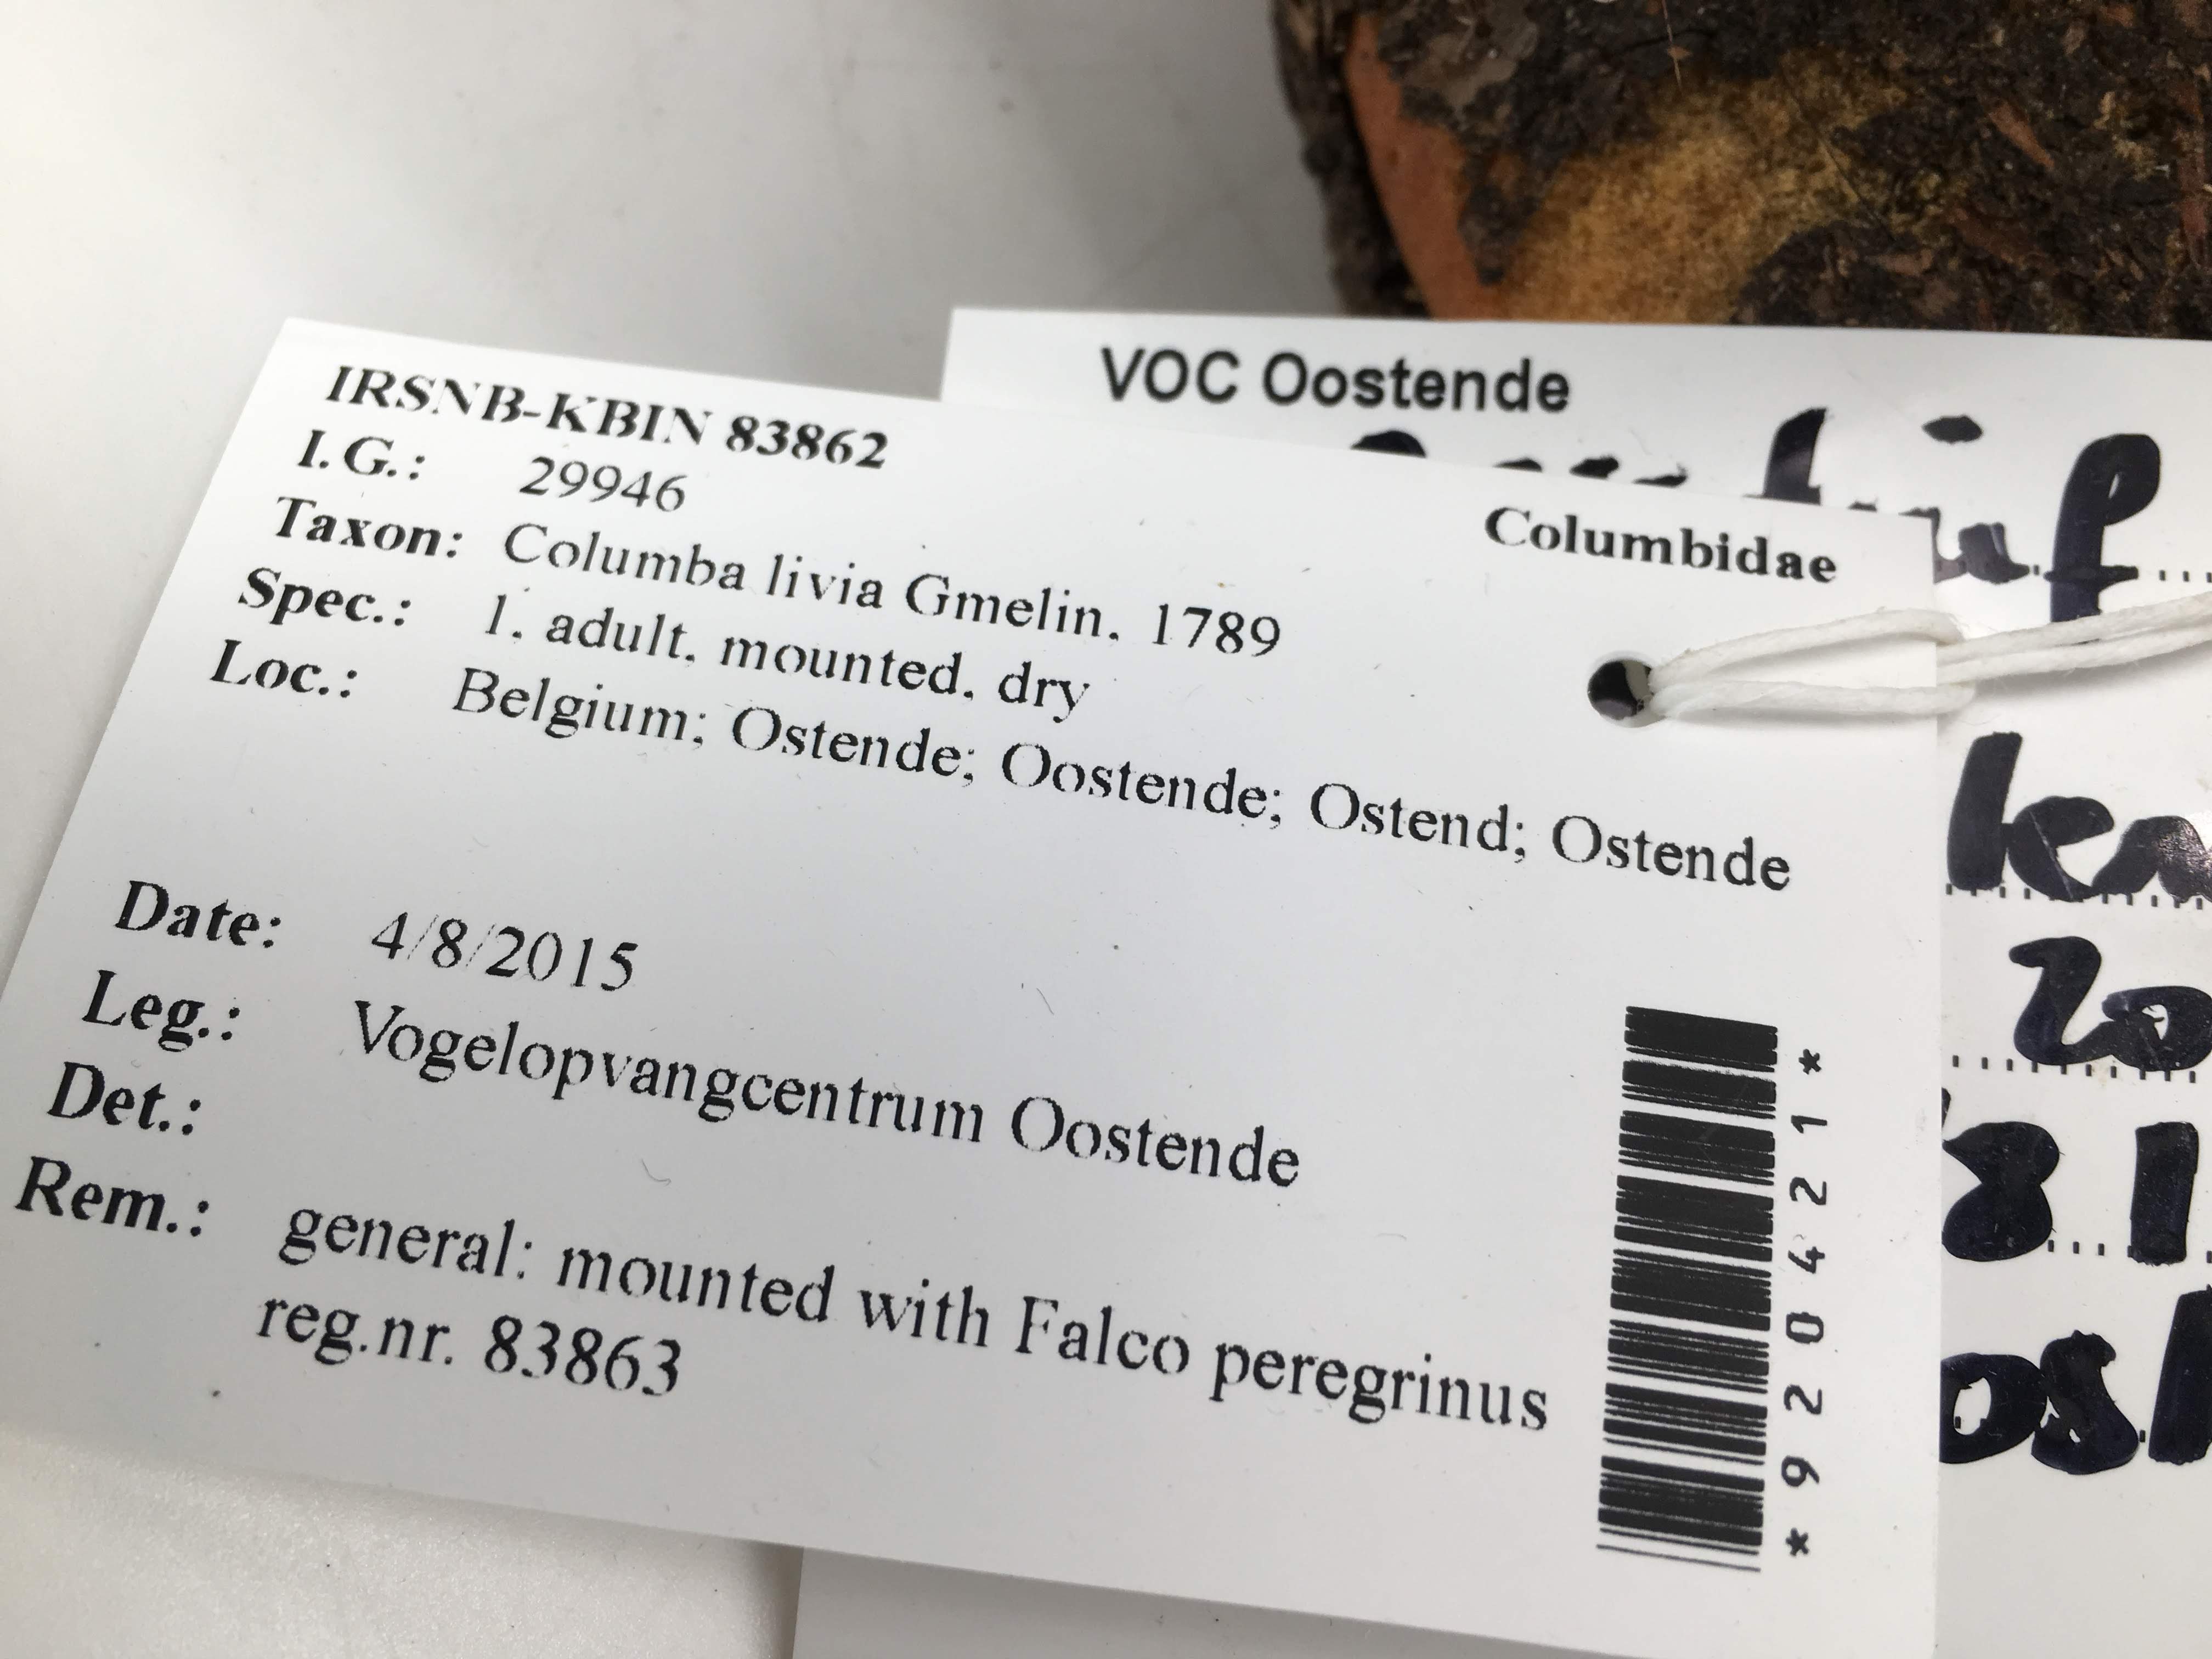 IRSNB-KBIN 83862
I.G.: 29946
Columbidae
Taxon: Columba livia Gmelin, 1789
Spec.: 1, adult, mounted, dry
Loc.: Belgium; Ostende; Oostende; Ostend; Ostende
Date: 4/8/2015
Leg.: Vogelopvangcentrum Oostende
Det.:
Rem.: general: mounted with Falco peregrinus
reg.nr. 83863
*920421*
VOC Oostende
20